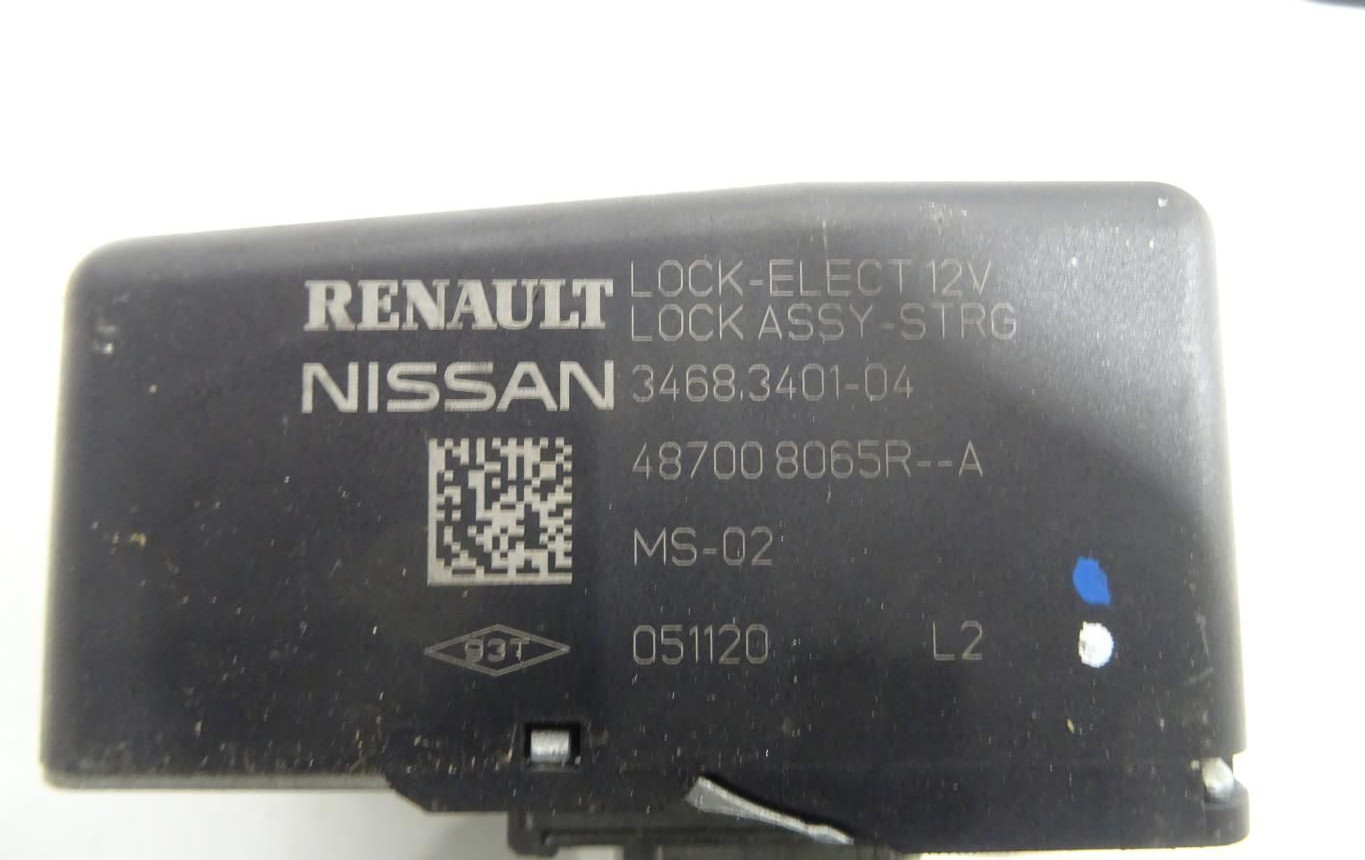 RENAULT LOCK-ELECT 12V
LOCK ASSY-STRG
NISSAN 3468.3401-04
48700 8065R--A
MS-02
93T 051120 L2